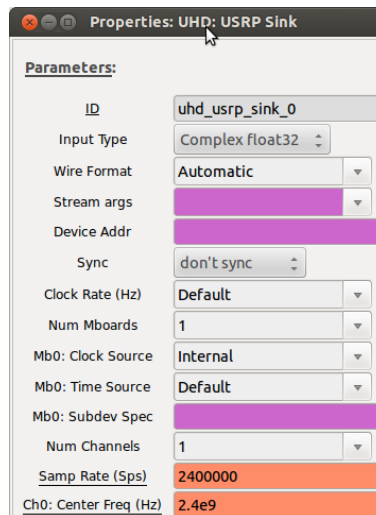 Properties: UHD: USRP Sink
Parameters:
ID uhd_usrp_sink_0
Input Type Complex float32
Wire Format Automatic
Stream args
Device Addr
Sync don't sync
Clock Rate (Hz) Default
Num Mboards 1
Mb0: Clock Source Internal
Mb0: Time Source Default
Mb0: Subdev Spec
Num Channels 1
Samp Rate (Sps) 2400000
Ch0: Center Freq (Hz) 2.4e9